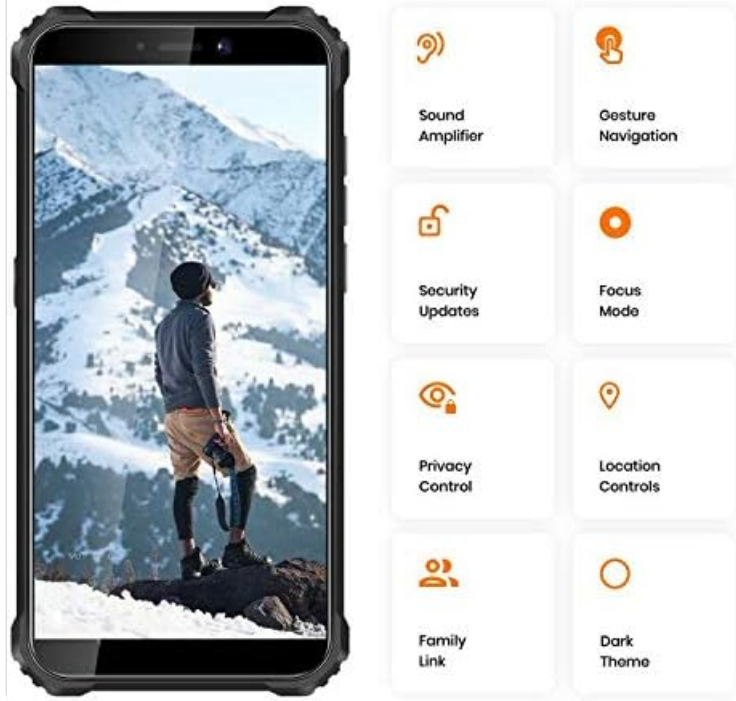 Sound
Amplifier
Gesture
Navigation
Security
Updates
Focus
Mode
Privacy
Control
Location
Controls
Family
Link
Dark
Theme